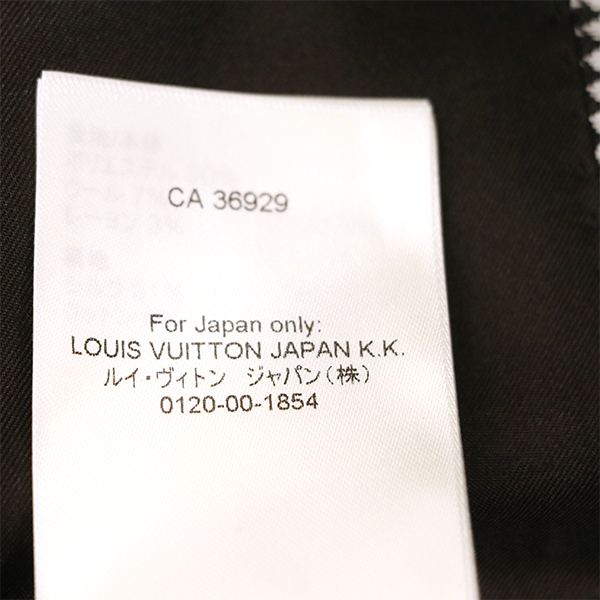 CA 36929
For Japan only:
LOUIS VUITTON JAPAN K.K.
ルイ・ヴィトン ジャパン(株)
0120-00-1854